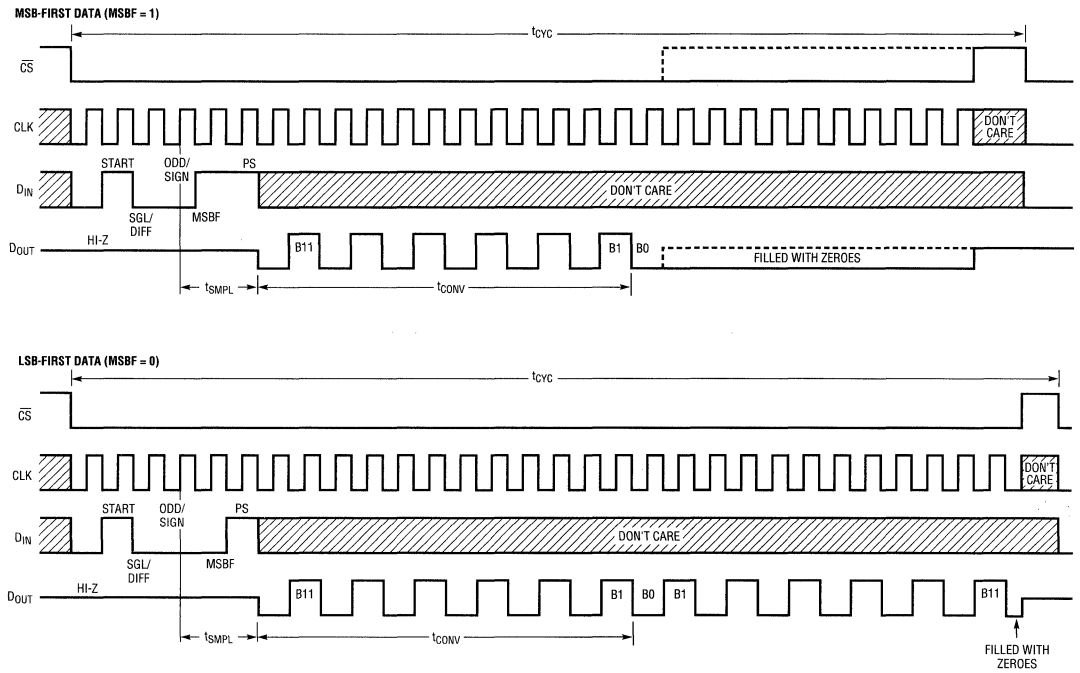 MSB-FIRST DATA (MSBF = 1)
tCYC
CS
CLK
DON'T
CARE
START
ODD/
SIGN
PS
DIN
DON'T CARE
SGL/
DIFF
MSBF
HI-Z
DOUT
B11
B1
B0
FILLED WITH ZEROES
tSMPL
tCONV
LSB-FIRST DATA (MSBF = 0)
tCYC
CS
CLK
DON'T
CARE
START
ODD/
SIGN
PS
DIN
DON'T CARE
SGL/
DIFF
MSBF
HI-Z
DOUT
B11
B1
B0
B1
B11
tSMPL
tCONV
FILLED WITH
ZEROES